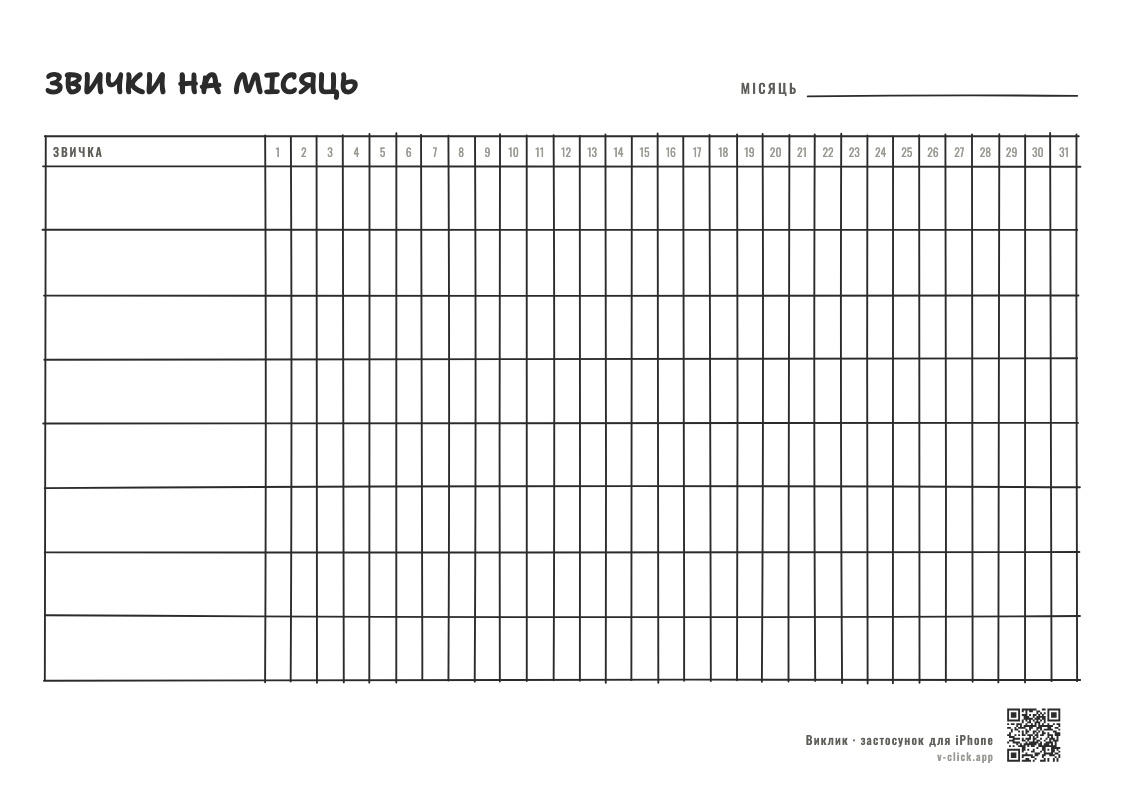 ЗВИЧКИ НА МІСЯЦЬ
МІСЯЦЬ
ЗВИЧКА 1 2 3 4 5 6 7 8 9 10 11 12 13 14 15 16 17 18 19 20 21 22 23 24 25 26 27 28 29 30 31
Виклик · застосунок для iPhone
v-click.app